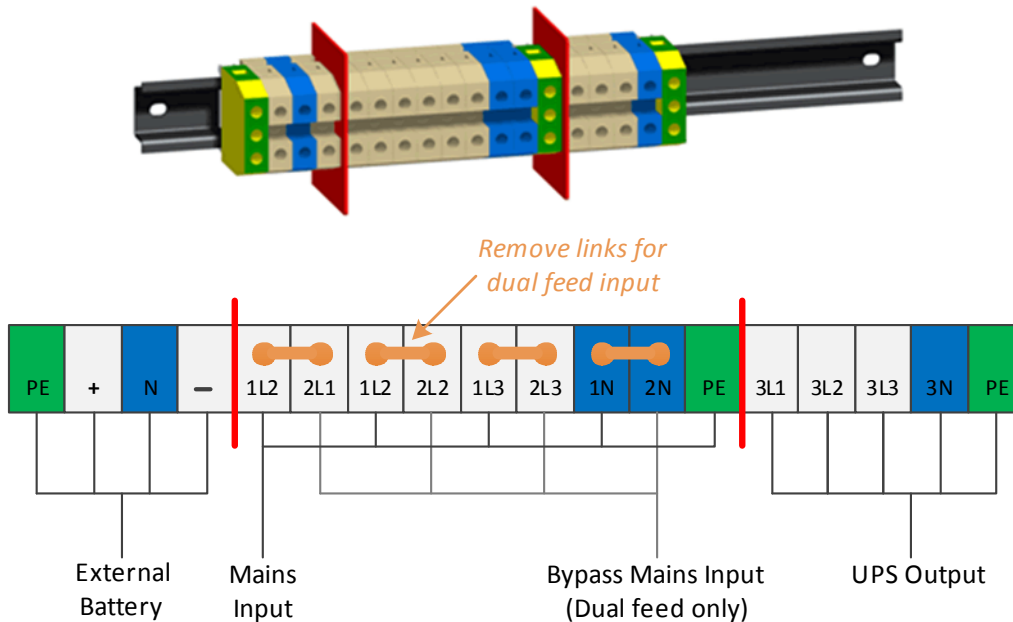 Remove links for
dual feed input
PE + N − 1L2 2L1 1L2 2L2 1L3 2L3 1N 2N PE 3L1 3L2 3L3 3N PE
External
Battery
Mains
Input
Bypass Mains Input
(Dual feed only)
UPS Output